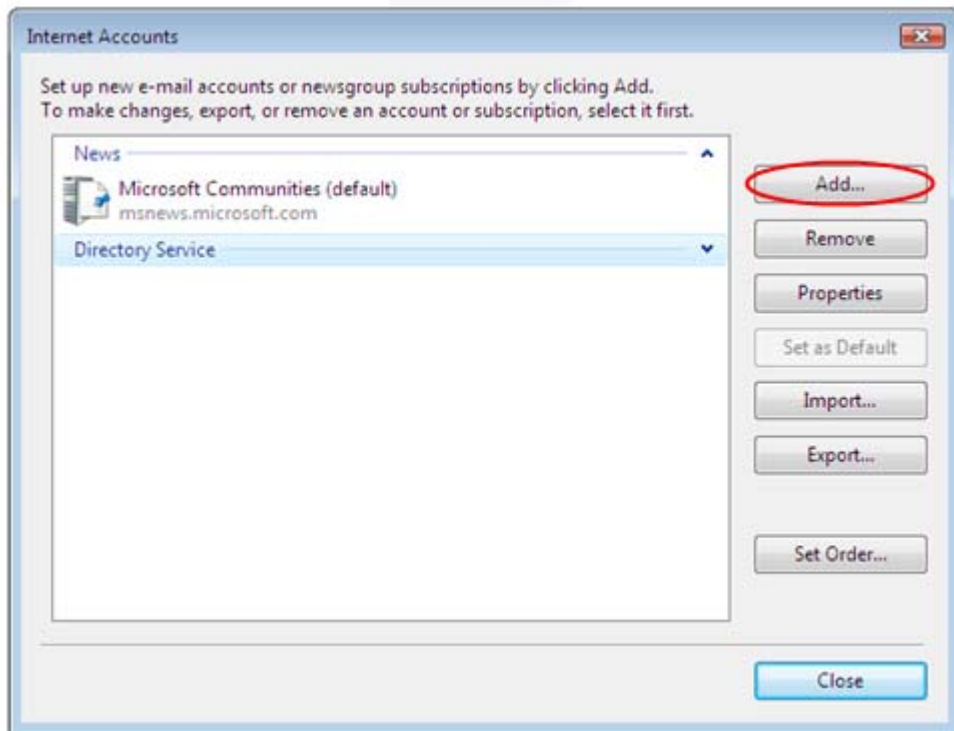 Internet Accounts
Set up new e-mail accounts or newsgroup subscriptions by clicking Add.
To make changes, export, or remove an account or subscription, select it first.
News
Microsoft Communities (default)
msnews.microsoft.com
Directory Service
Add...
Remove
Properties
Set as Default
Import...
Export...
Set Order...
Close